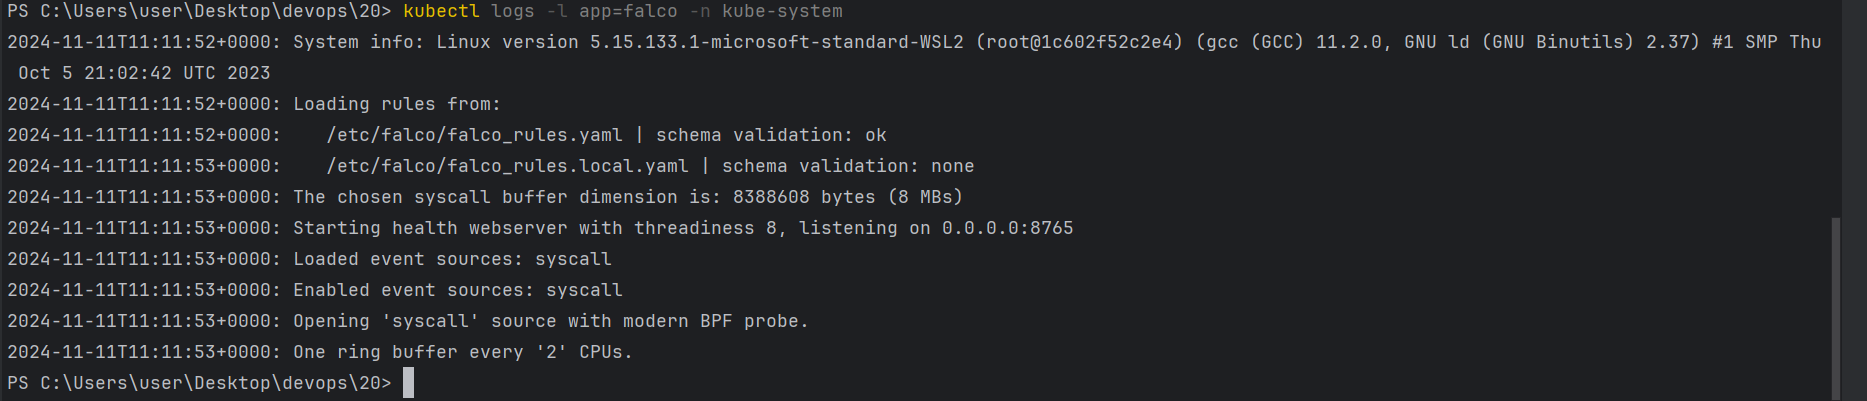 PS C:\Users\user\Desktop\devops\20> kubectl logs -l app=falco -n kube-system
2024-11-11T11:11:52+0000: System info: Linux version 5.15.133.1-microsoft-standard-WSL2 (root@1c602f52c2e4) (gcc (GCC) 11.2.0, GNU ld (GNU Binutils) 2.37) #1 SMP Thu
 Oct 5 21:02:42 UTC 2023
2024-11-11T11:11:52+0000: Loading rules from:
2024-11-11T11:11:52+0000:    /etc/falco/falco_rules.yaml | schema validation: ok
2024-11-11T11:11:53+0000:    /etc/falco/falco_rules.local.yaml | schema validation: none
2024-11-11T11:11:53+0000: The chosen syscall buffer dimension is: 8388608 bytes (8 MBs)
2024-11-11T11:11:53+0000: Starting health webserver with threadiness 8, listening on 0.0.0.0:8765
2024-11-11T11:11:53+0000: Loaded event sources: syscall
2024-11-11T11:11:53+0000: Enabled event sources: syscall
2024-11-11T11:11:53+0000: Opening 'syscall' source with modern BPF probe.
2024-11-11T11:11:53+0000: One ring buffer every '2' CPUs.
PS C:\Users\user\Desktop\devops\20>